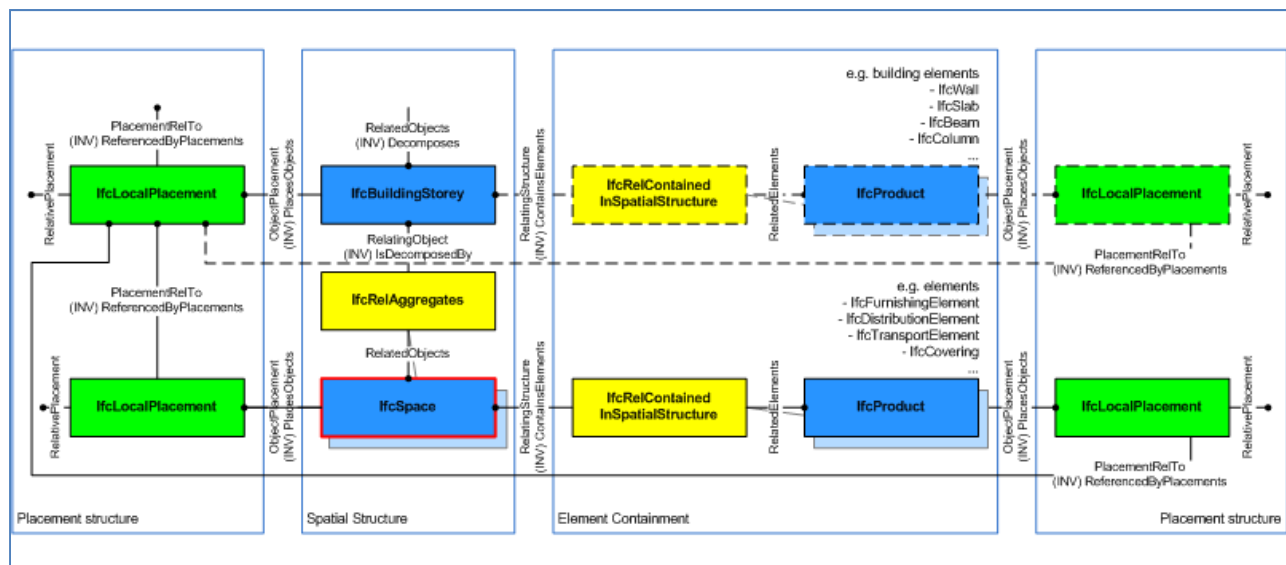 e.g. building elements
- IfcWall
- IfcSlab
- IfcBeam
- IfcColumn
...
PlacementRelTo
(INV) ReferencedByPlacements
RelatedObjects
(INV) Decomposes
RelativePlacement
IfcLocalPlacement
ObjectPlacement
(INV) PlacesObjects
IfcBuildingStorey
RelatingStructure
(INV) ContainsElements
IfcRelContained
InSpatialStructure
RelatedElements
IfcProduct
ObjectPlacement
(INV) PlacesObjects
IfcLocalPlacement
RelativePlacement
RelatingObject
(INV) IsDecomposedBy
PlacementRelTo
(INV) ReferencedByPlacements
IfcRelAggregates
PlacementRelTo
(INV) ReferencedByPlacements
e.g. elements
- IfcFurnishingElement
- IfcDistributionElement
- IfcTransportElement
- IfcCovering
...
RelatedObjects
RelativePlacement
IfcLocalPlacement
ObjectPlacement
(INV) PlacesObjects
IfcSpace
RelatingStructure
(INV) ContainsElements
IfcRelContained
InSpatialStructure
RelatedElements
IfcProduct
ObjectPlacement
(INV) PlacesObjects
IfcLocalPlacement
RelativePlacement
PlacementRelTo
(INV) ReferencedByPlacements
Placement structure
Spatial Structure
Element Containment
Placement structure